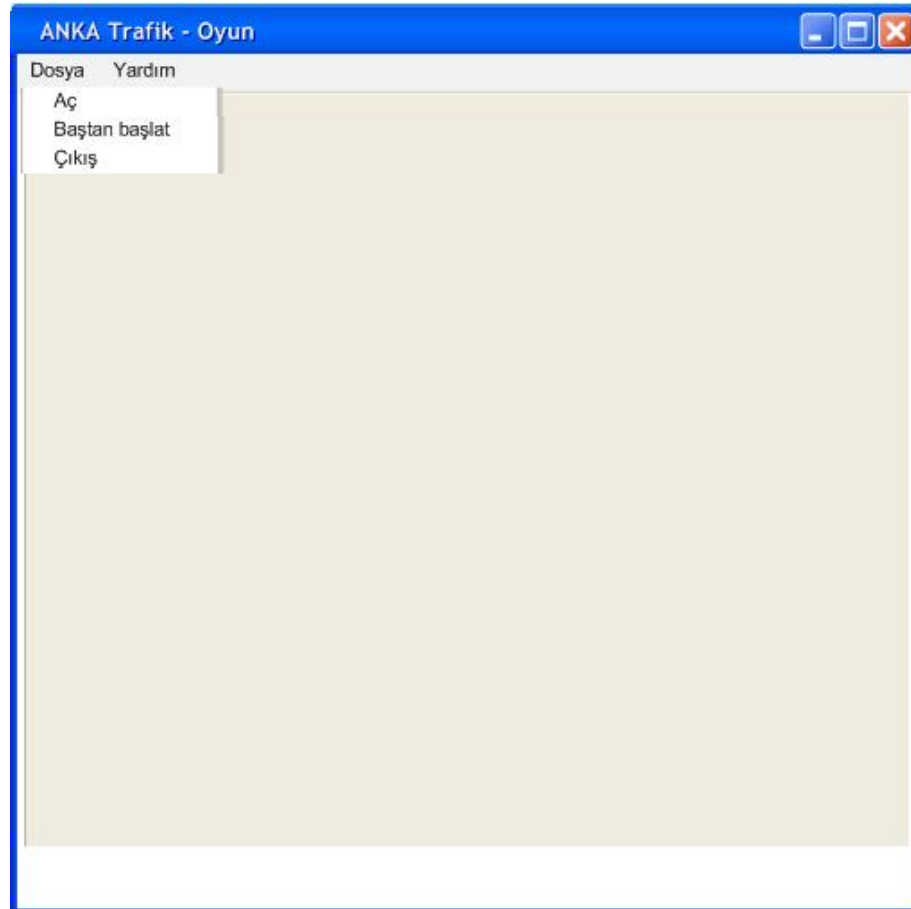 ANKA Trafik - Oyun
Dosya Yardım
Aç
Baştan başlat
Çıkış